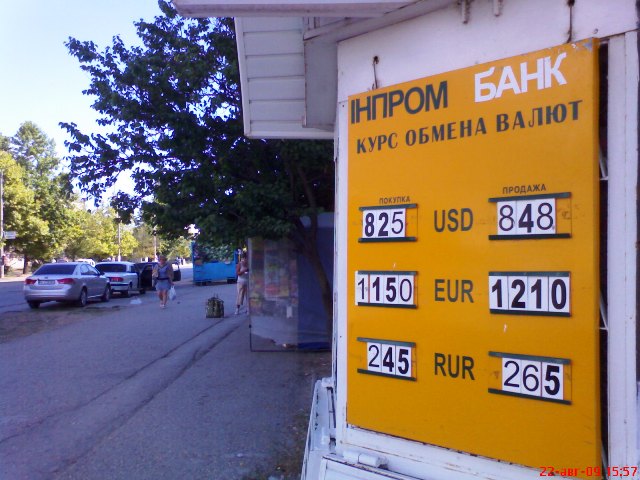 ІНПРОМ БАНК
КУРС ОБМЕНА ВАЛЮТ
ПОКУПКА ПРОДАЖА
825 USD 848
1150 EUR 1210
245 RUR 265
22-авг-09 15:57